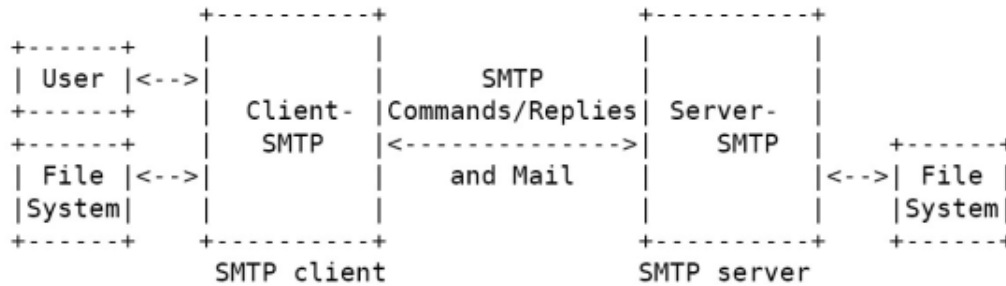 +----------+                +----------+
+------+    |          |                |          |
| User |<-->|          |      SMTP      |          |
+------+    |  Client- |Commands/Replies| Server-  |
+------+    |   SMTP   |<-------------->|    SMTP  |    +------+
| File |<-->|          |    and Mail    |          |<-->| File |
|System|    |          |                |          |    |System|
+------+    +----------+                +----------+    +------+
             SMTP client                SMTP server